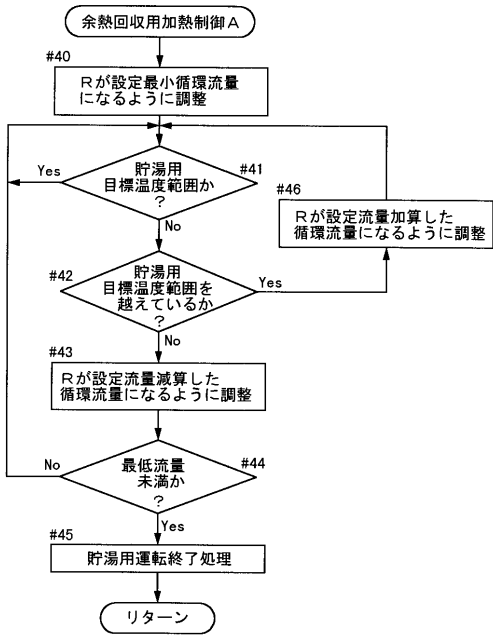 余熱回収用加熱制御A
#40
Rが設定最小循環流量
になるように調整
Yes
貯湯用
目標温度範囲か
?
#41
No
#46
Rが設定流量加算した
循環流量になるように調整
#42
貯湯用
目標温度範囲を
越えているか
?
Yes
No
#43
Rが設定流量減算した
循環流量になるように調整
No
最低流量
未満か
?
#44
Yes
#45
貯湯用運転終了処理
リターン